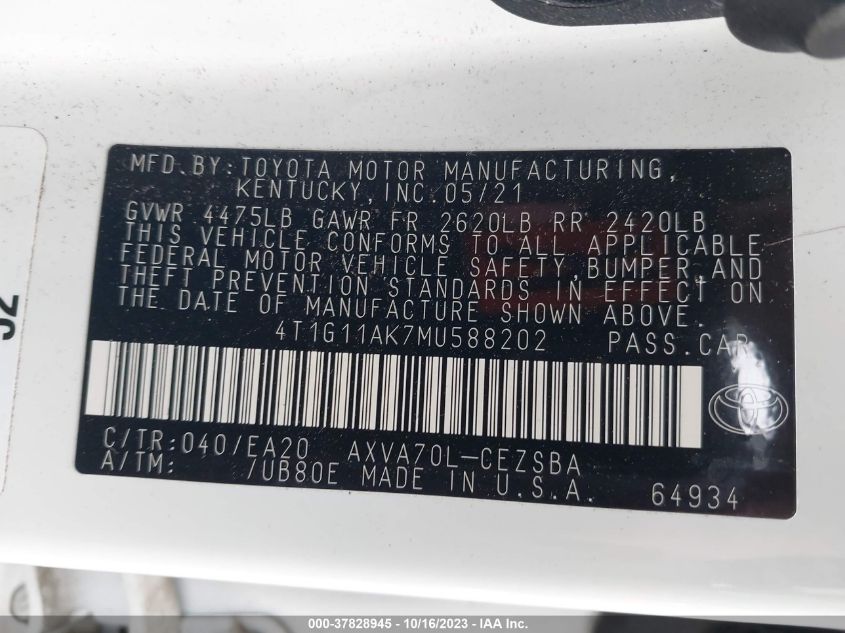 MFD.BY:TOYOTA MOTOR MANUFACTURING,
KENTUCKY,INC.05/21
GVWR 4475LB GAWR FR 2620LB RR 2420LB
THIS VEHICLE CONFORMS TO ALL APPLICABLE
FEDERAL MOTOR VEHICLE SAFETY,BUMPER,AND
THEFT PREVENTION STANDARDS IN EFFECT ON
THE DATE OF MANUFACTURE SHOWN ABOVE.
4T1G11AK7MU588202 PASS.CAR
C/TR:040/EA20 AXVA70L-CEZSBA
A/TM: /UB80E MADE IN U.S.A. 64934
32
000-37828945 - 10/16/2023 - IAA Inc.